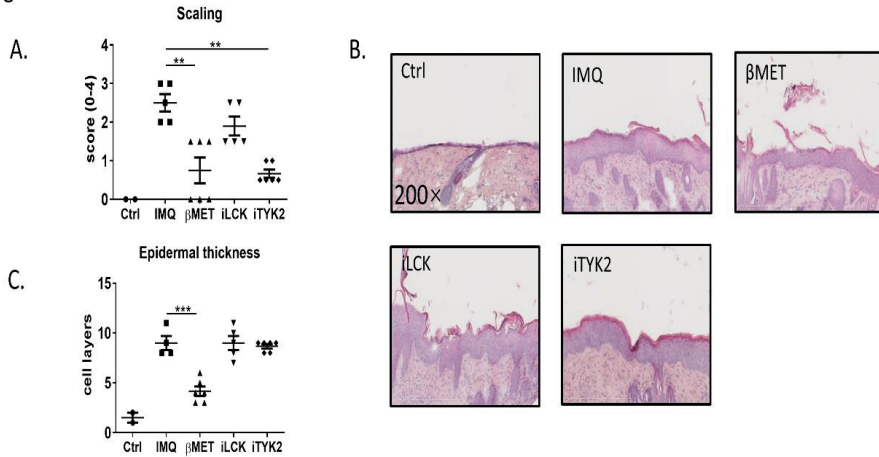 Scaling
A.
**
**
score (0-4)
4
3
2
1
0
Ctrl IMQ βMET iLCK iTYK2
B.
Ctrl
200×
IMQ
βMET
iLCK
iTYK2
Epidermal thickness
C.
***
cell layers
15
10
5
0
Ctrl IMQ βMET iLCK iTYK2